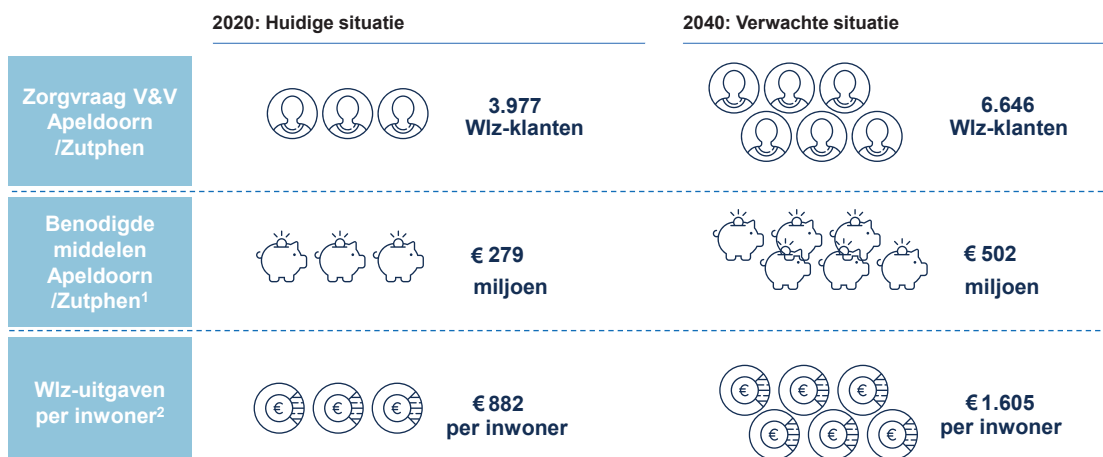 2020: Huidige situatie
2040: Verwachte situatie
Zorgvraag V&V
Apeldoorn
/Zutphen
3.977
Wlz-klanten
6.646
Wlz-klanten
Benodigde
middelen
Apeldoorn
/Zutphen¹
€ 279
miljoen
€ 502
miljoen
Wlz-uitgaven
per inwoner²
€ 882
per inwoner
€ 1.605
per inwoner